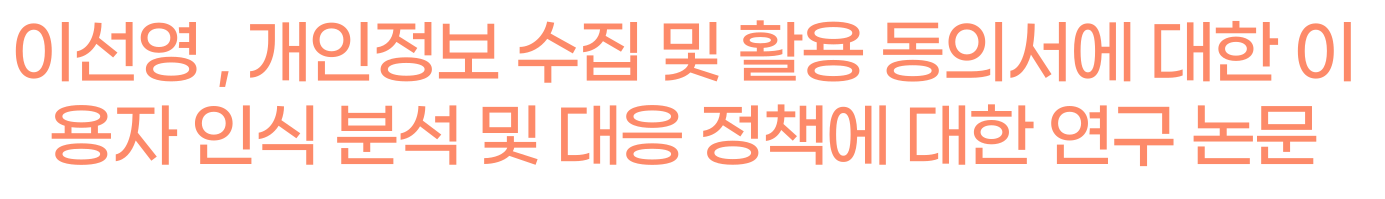 이선영 , 개인정보 수집 및 활용 동의서에 대한 이
용자 인식 분석 및 대응 정책에 대한 연구 논문